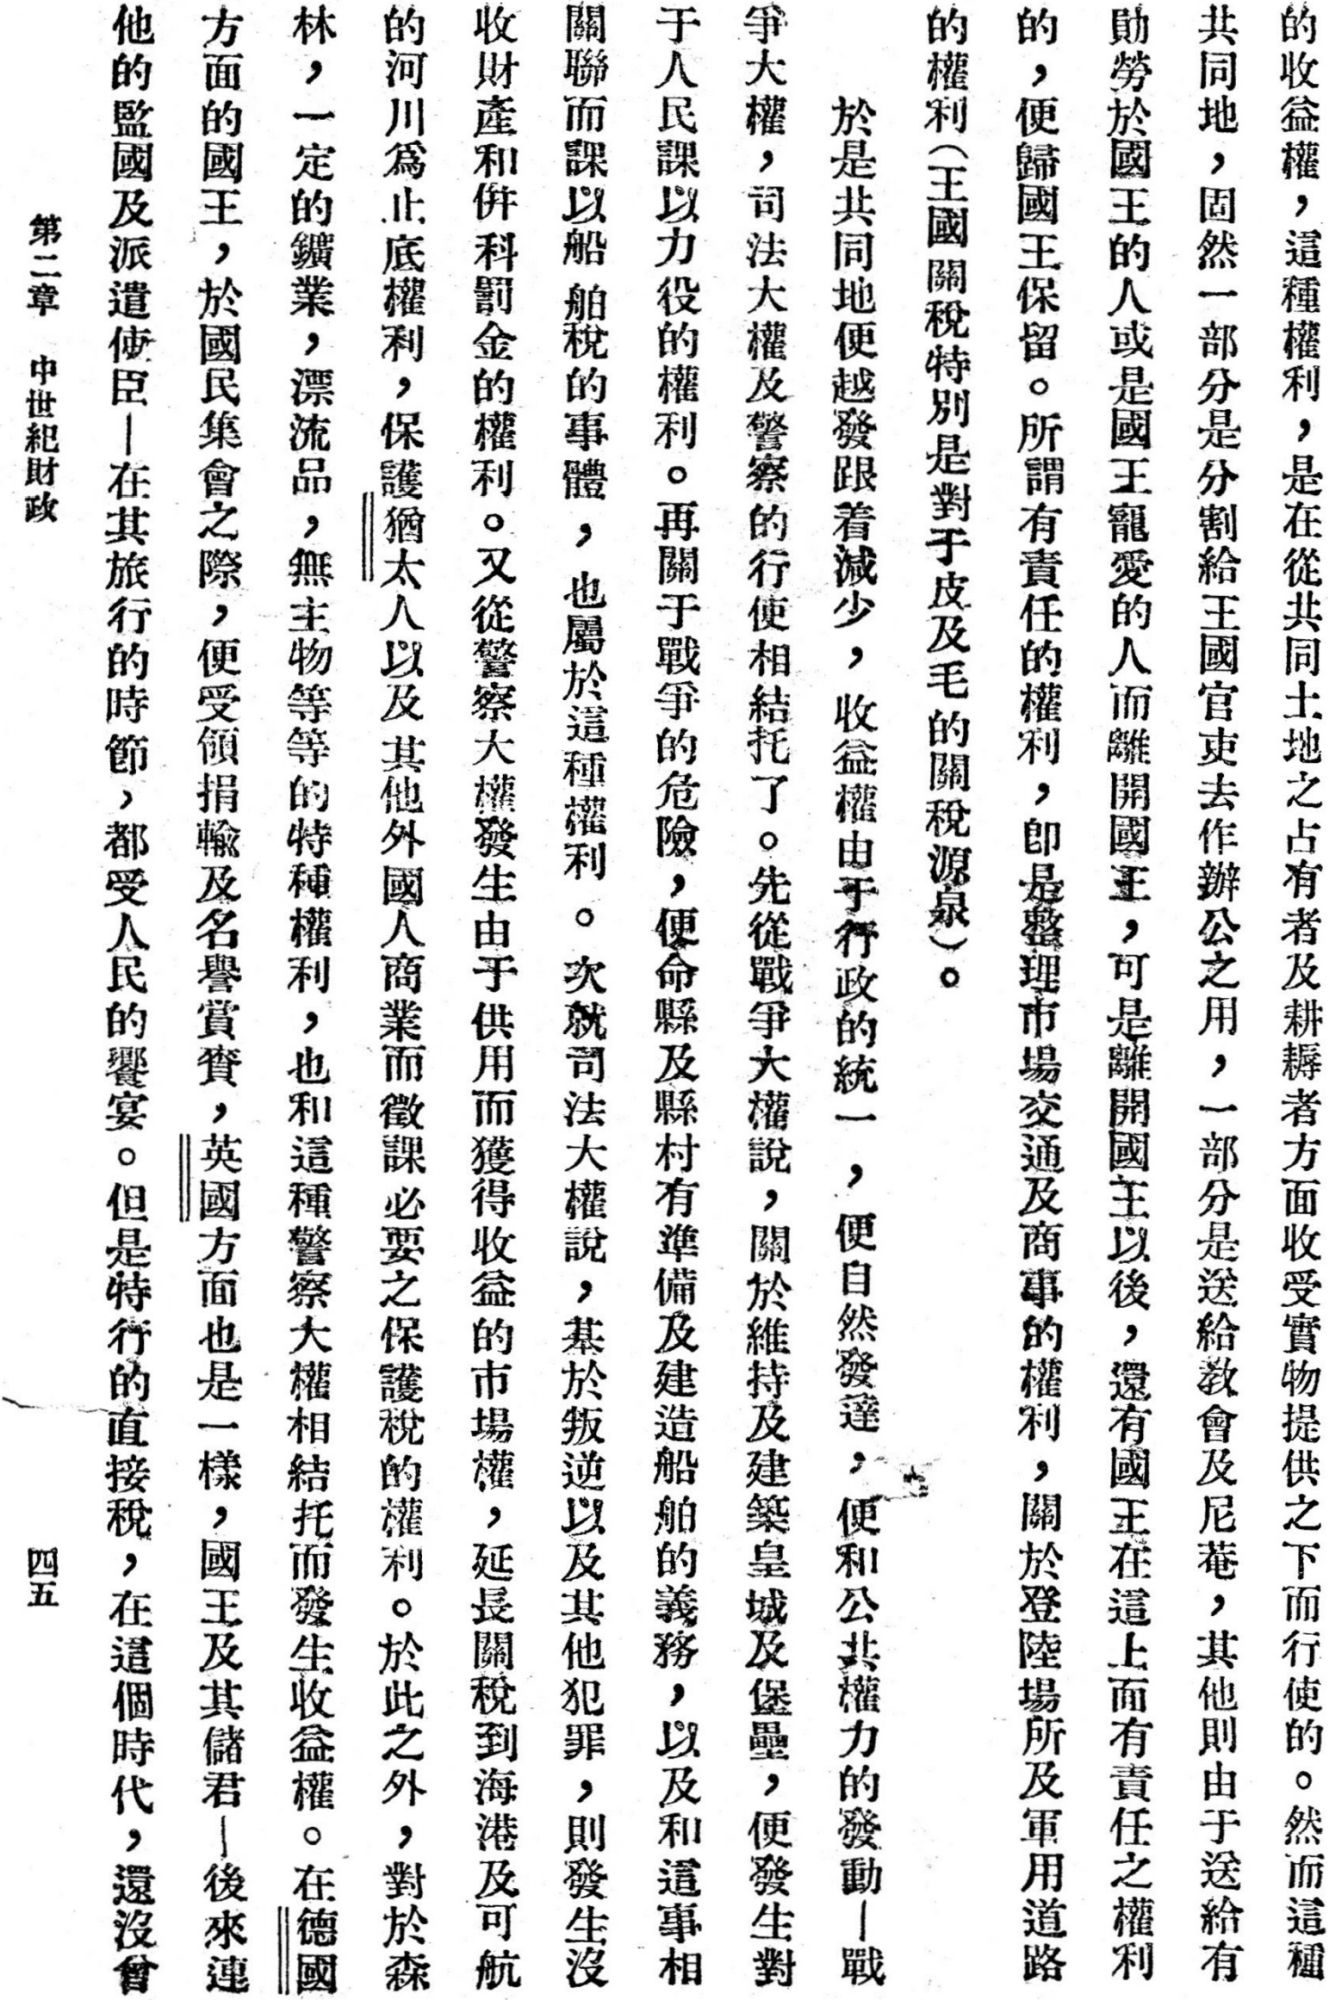 的收益權，這種權利，是在從共同土地之占有者及耕耨者方面收受實物提供之下而行使的。然而這種
共同地，固然一部分是分割給王國官吏去作辦公之用，一部分是送給教會及尼菴，其他則由于送給有
勛勞於國王的人或是國王寵愛的人而離開國王，可是離開國王以後，還有國王在這上面有責任之權利
的，便歸國王保留。所謂有責任的權利，卽是整理市場交通及商事的權利，關於登陸場所及軍用道路
的權利（王國關稅特別是對于皮及毛的關稅源泉）。
於是共同地便越發跟着減少，收益權由于行政的統一，便自然發達，便和公共權力的發動—戰
爭大權，司法大權及警察的行使相結托了。先從戰爭大權說，關於維持及建築皇城及堡壘，便發生對
于人民課以力役的權利。再關于戰爭的危險，便命縣及縣村有準備及建造船舶的義務，以及和這事相
關聯而課以船舶稅的事體，也屬於這種權利。次就司法大權說，基於叛逆以及其他犯罪，則發生沒
收財產和併科罰金的權利。又從警察大權發生由于供用而獲得收益的市場權，延長關稅到海港及可航
的河川爲止底權利，保護猶太人以及其他外國人商業而徵課必要之保護稅的權利。於此之外，對於森
林，一定的鑛業，漂流品，無主物等等的特種權利，也和這種警察大權相結托而發生收益權。在德國
方面的國王，於國民集會之際，便受領捐輸及名譽賞賚，英國方面也是一樣，國王及其儲君—後來連
他的監國及派遣使臣—在其旅行的時節，都受人民的饗宴。但是特行的直接稅，在這個時代，還沒曾
第二章　中世紀財政　四五